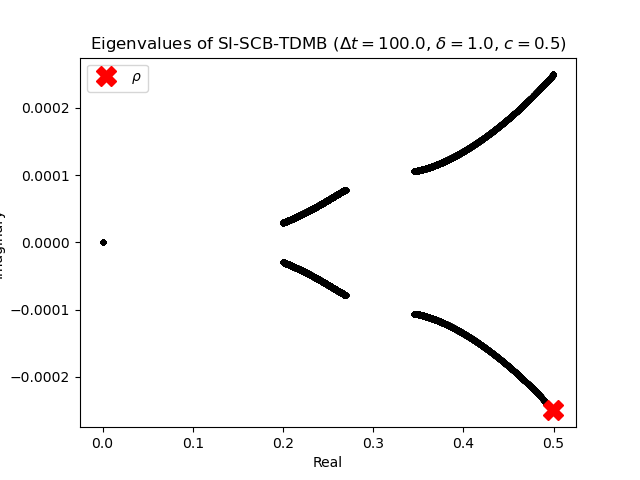 Eigenvalues of SI-SCB-TDMB (Δt = 100.0, δ = 1.0, c = 0.5)
ρ
0.0002
0.0001
0.0000
−0.0001
−0.0002
0.0 0.1 0.2 0.3 0.4 0.5
Real